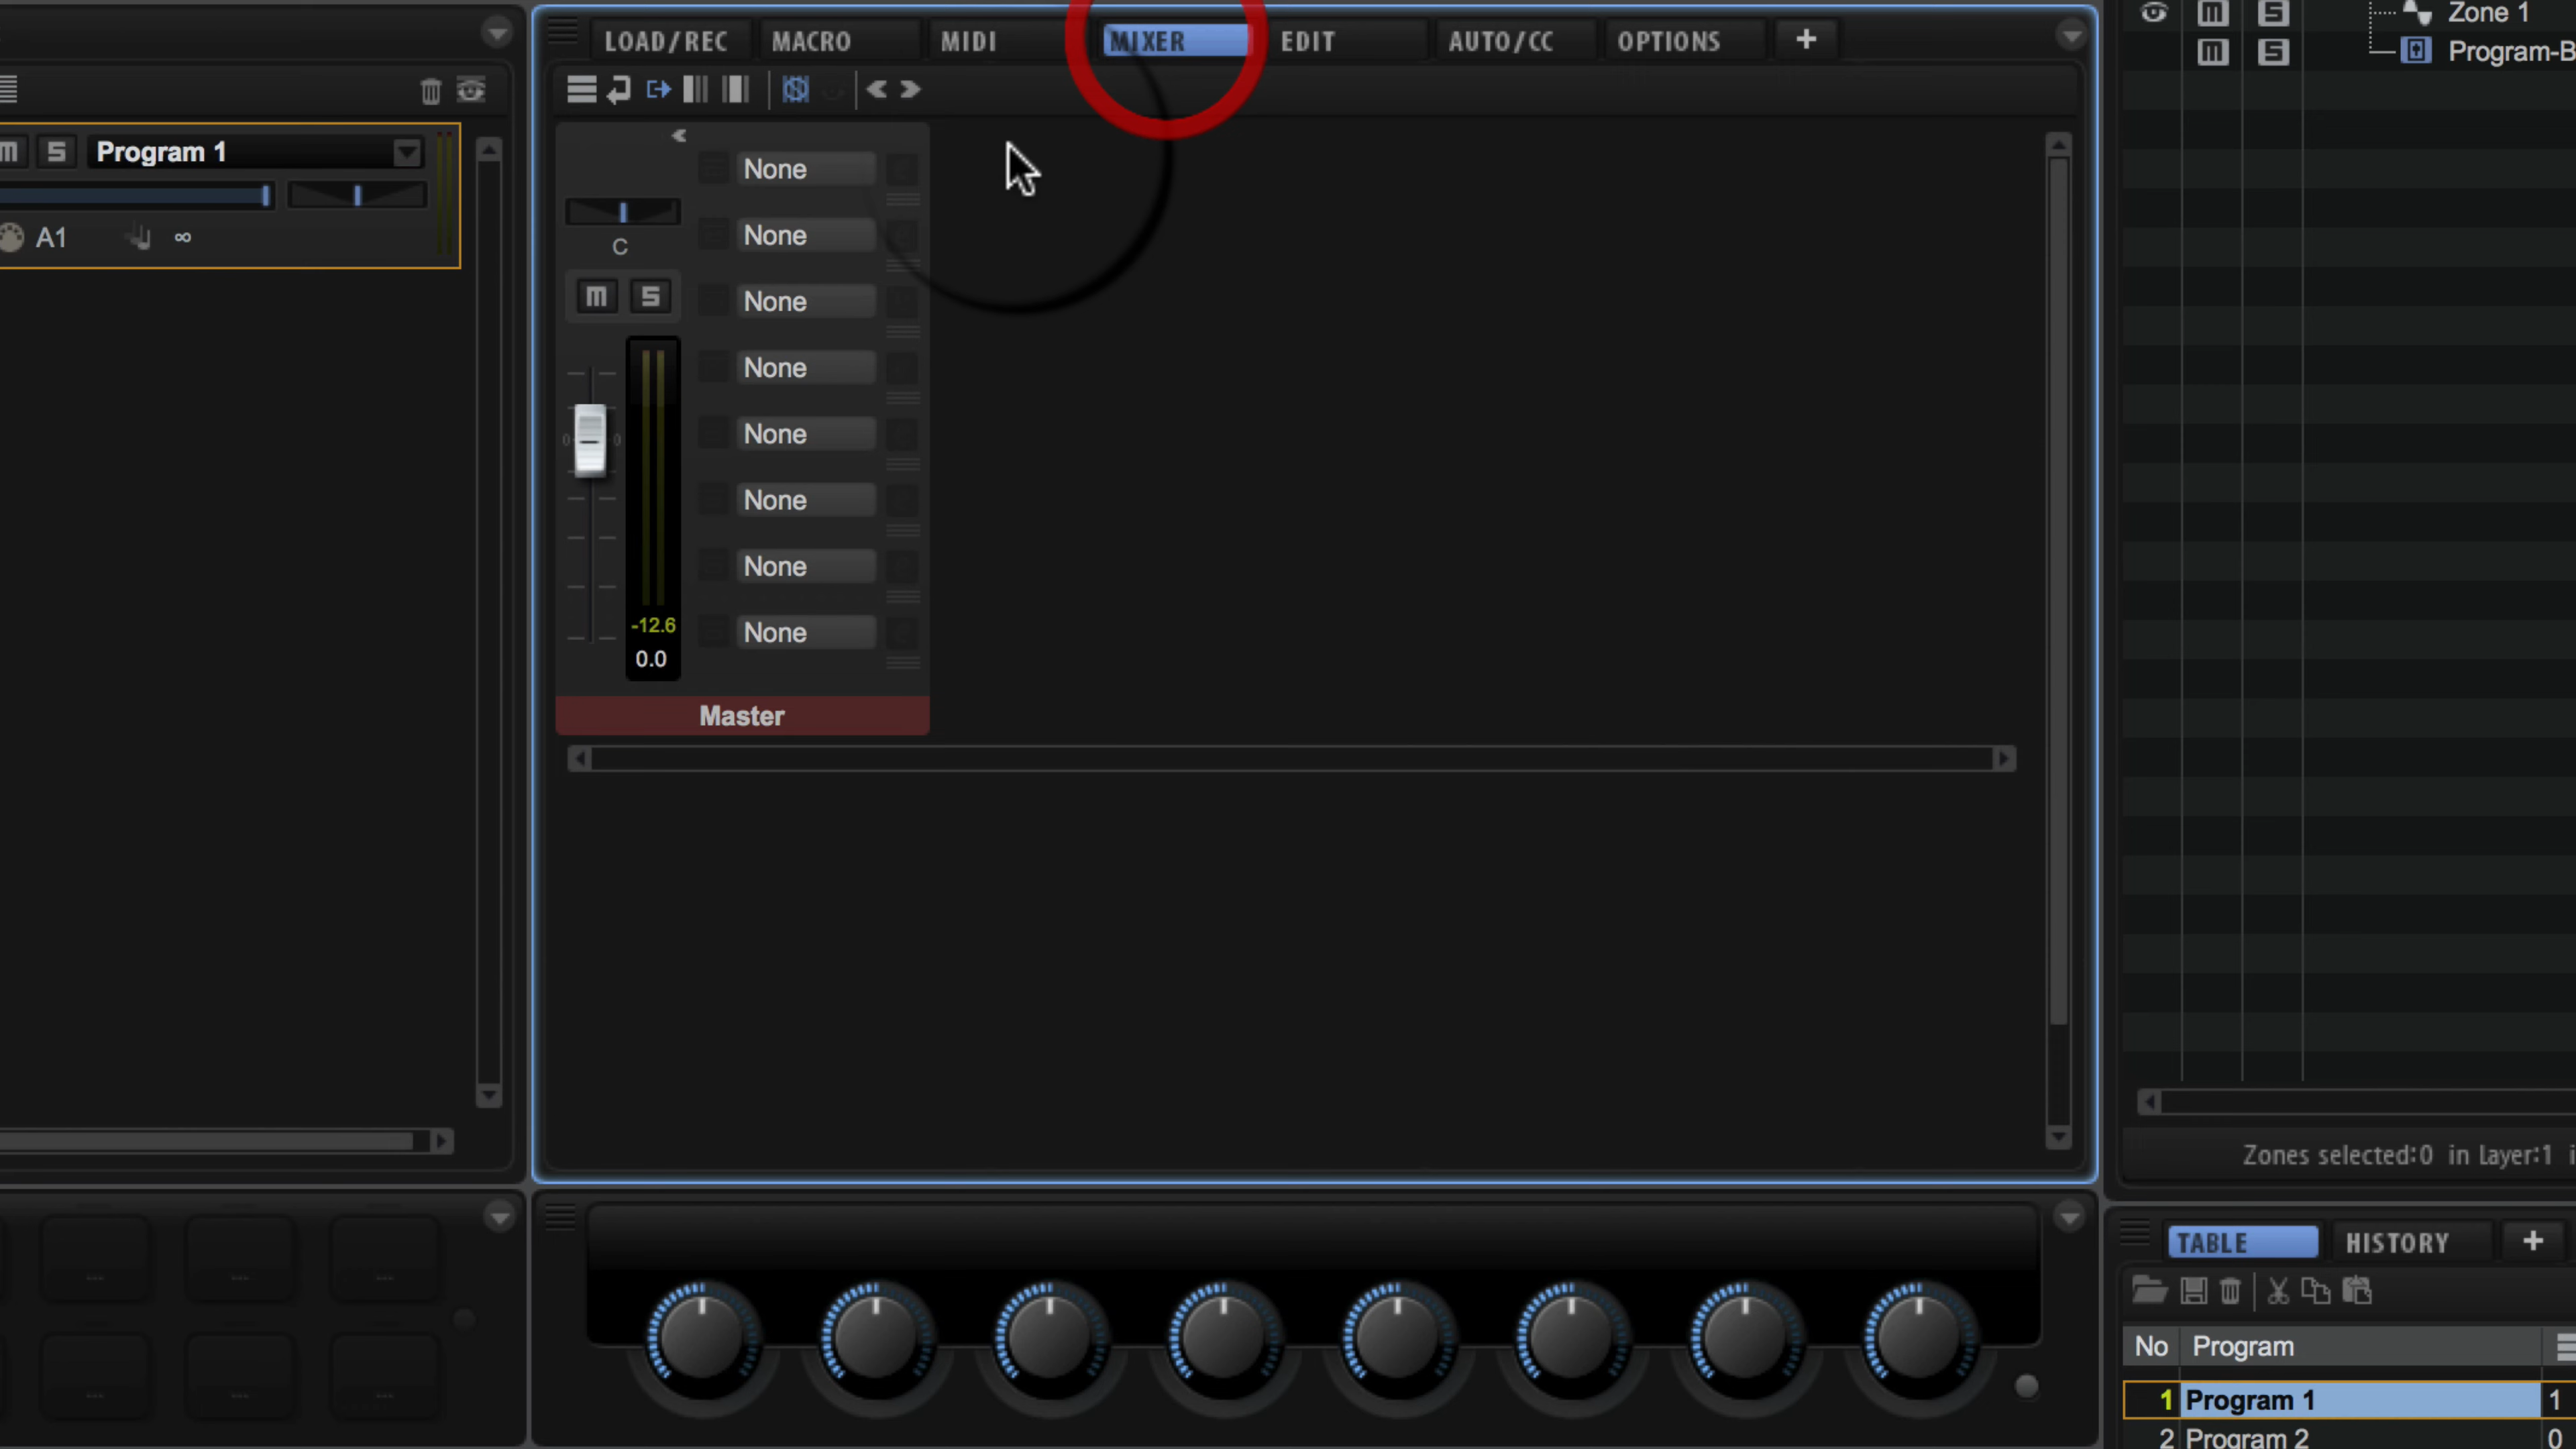 LOAD/REC MACRO MIDI MIXER EDIT AUTO/CC OPTIONS +
M S Zone 1
M S Program-B
M S Program 1
A1 ∞
None
C
None
M S
None
None
0 0
None
None
None
-12.6
None
0.0
Master
Zones selected:0 in Layer:1 i
TABLE HISTORY +
---
---
---
---
---
---
No Program
1 Program 1 1
2 Program 2 0